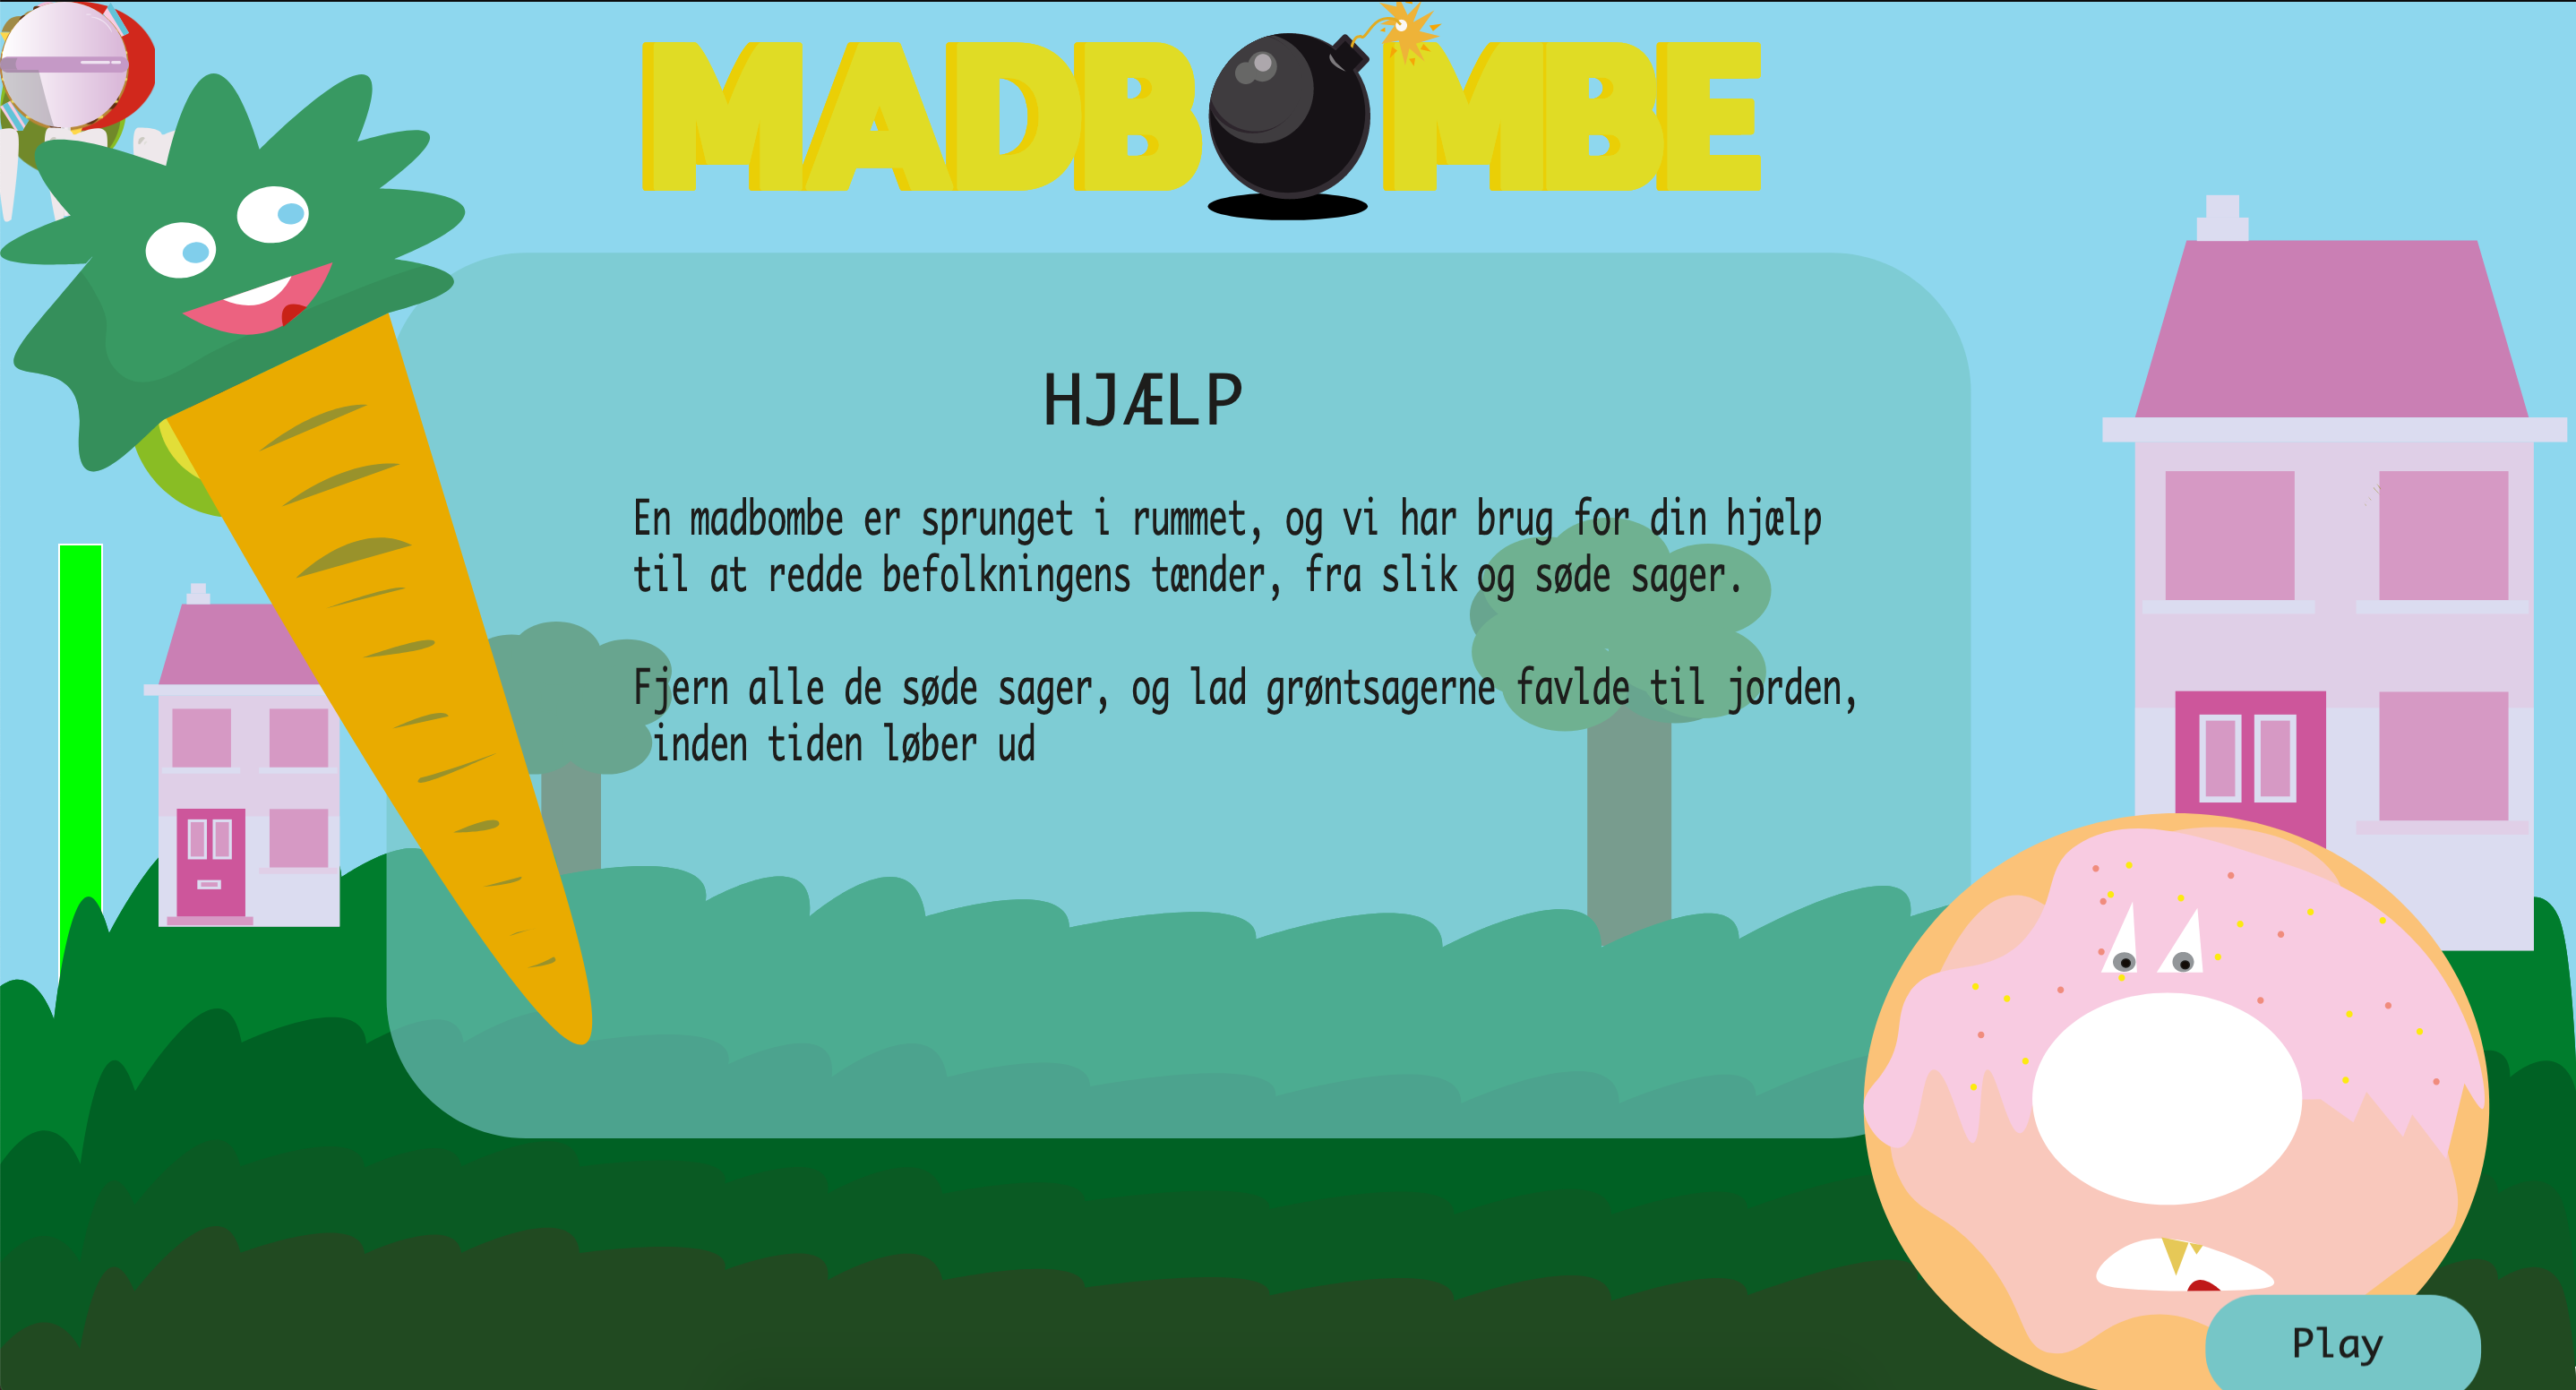 MADBOMBE
HJÆLP
En madbombe er sprunget i rummet, og vi har brug for din hjælp
til at redde befolkningens tænder, fra slik og søde sager.
Fjern alle de søde sager, og lad grøntsagerne favlde til jorden,
inden tiden løber ud
Play